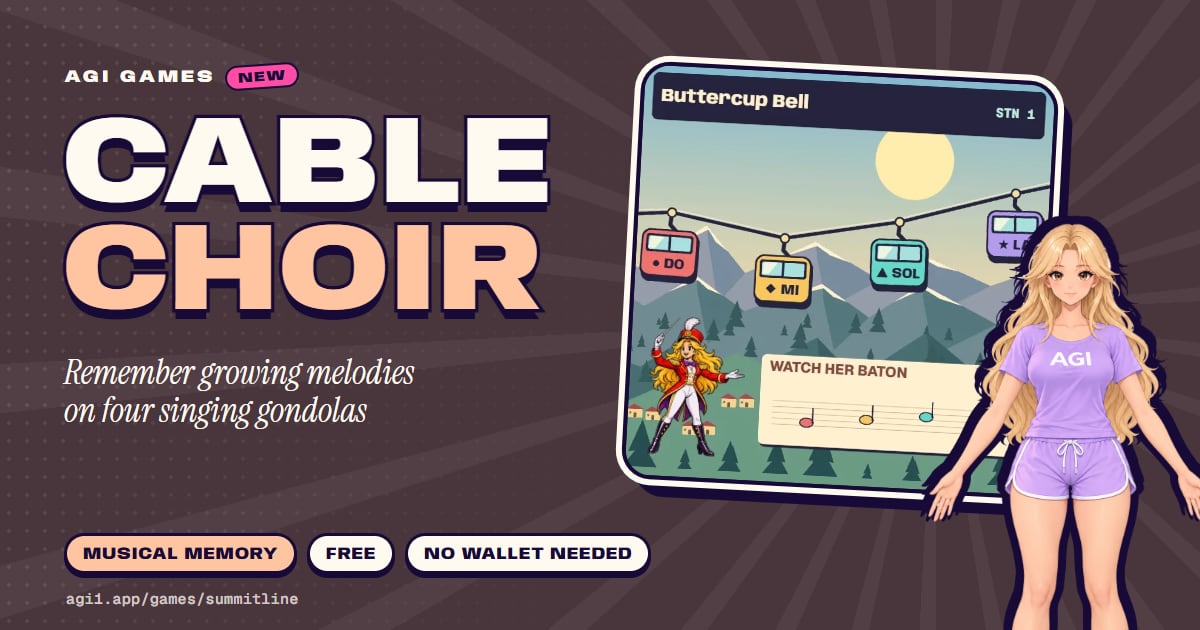 AGI GAMES NEW
CABLE
CHOIR
Remember growing melodies
on four singing gondolas
MUSICAL MEMORY FREE NO WALLET NEEDED
agi1.app/games/summitline
Buttercup Bell STN 1
● DO
◆ MI
▲ SOL
★ LA
WATCH HER BATON
AGI